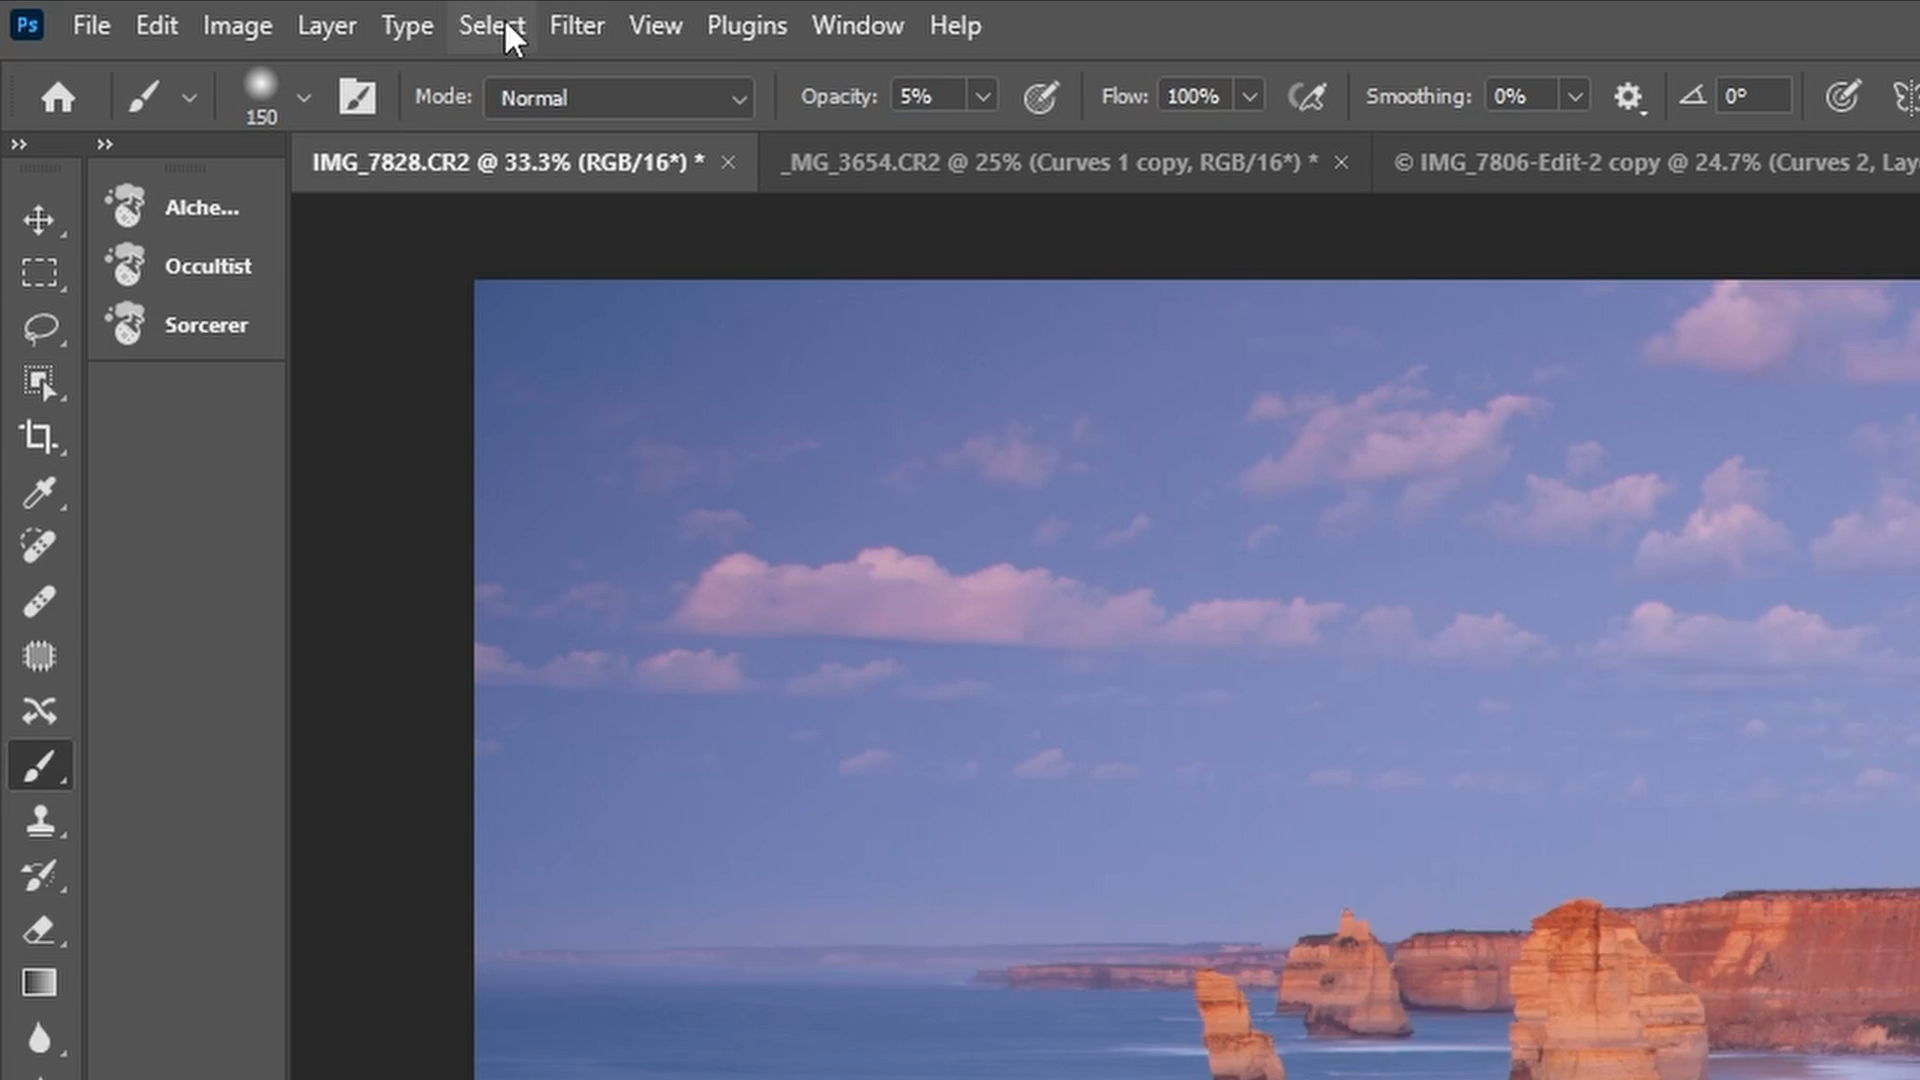 Ps File Edit Image Layer Type Select Filter View Plugins Window Help
150 Mode: Normal Opacity: 5% Flow: 100% Smoothing: 0% 0°
IMG_7828.CR2 @ 33.3% (RGB/16*) * _MG_3654.CR2 @ 25% (Curves 1 copy, RGB/16*) * © IMG_7806-Edit-2 copy @ 24.7% (Curves 2, Lay
Alche...
Occultist
Sorcerer